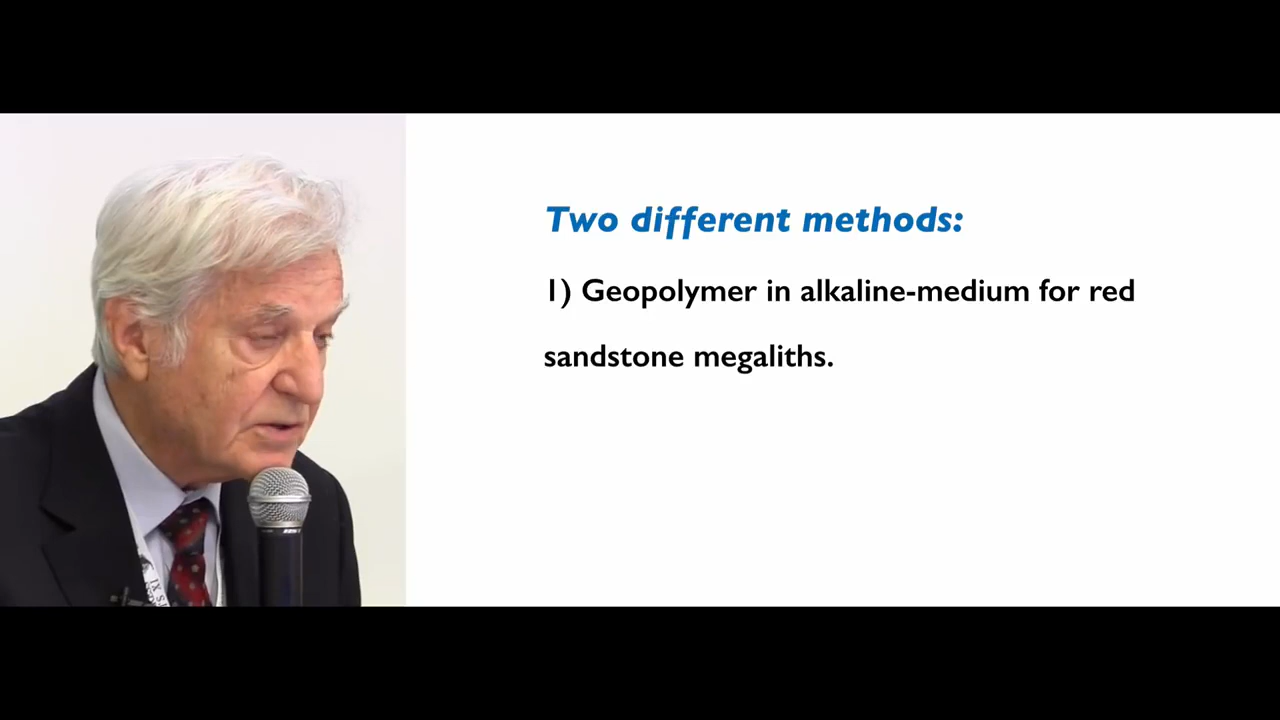 Two different methods:
1) Geopolymer in alkaline-medium for red
sandstone megaliths.